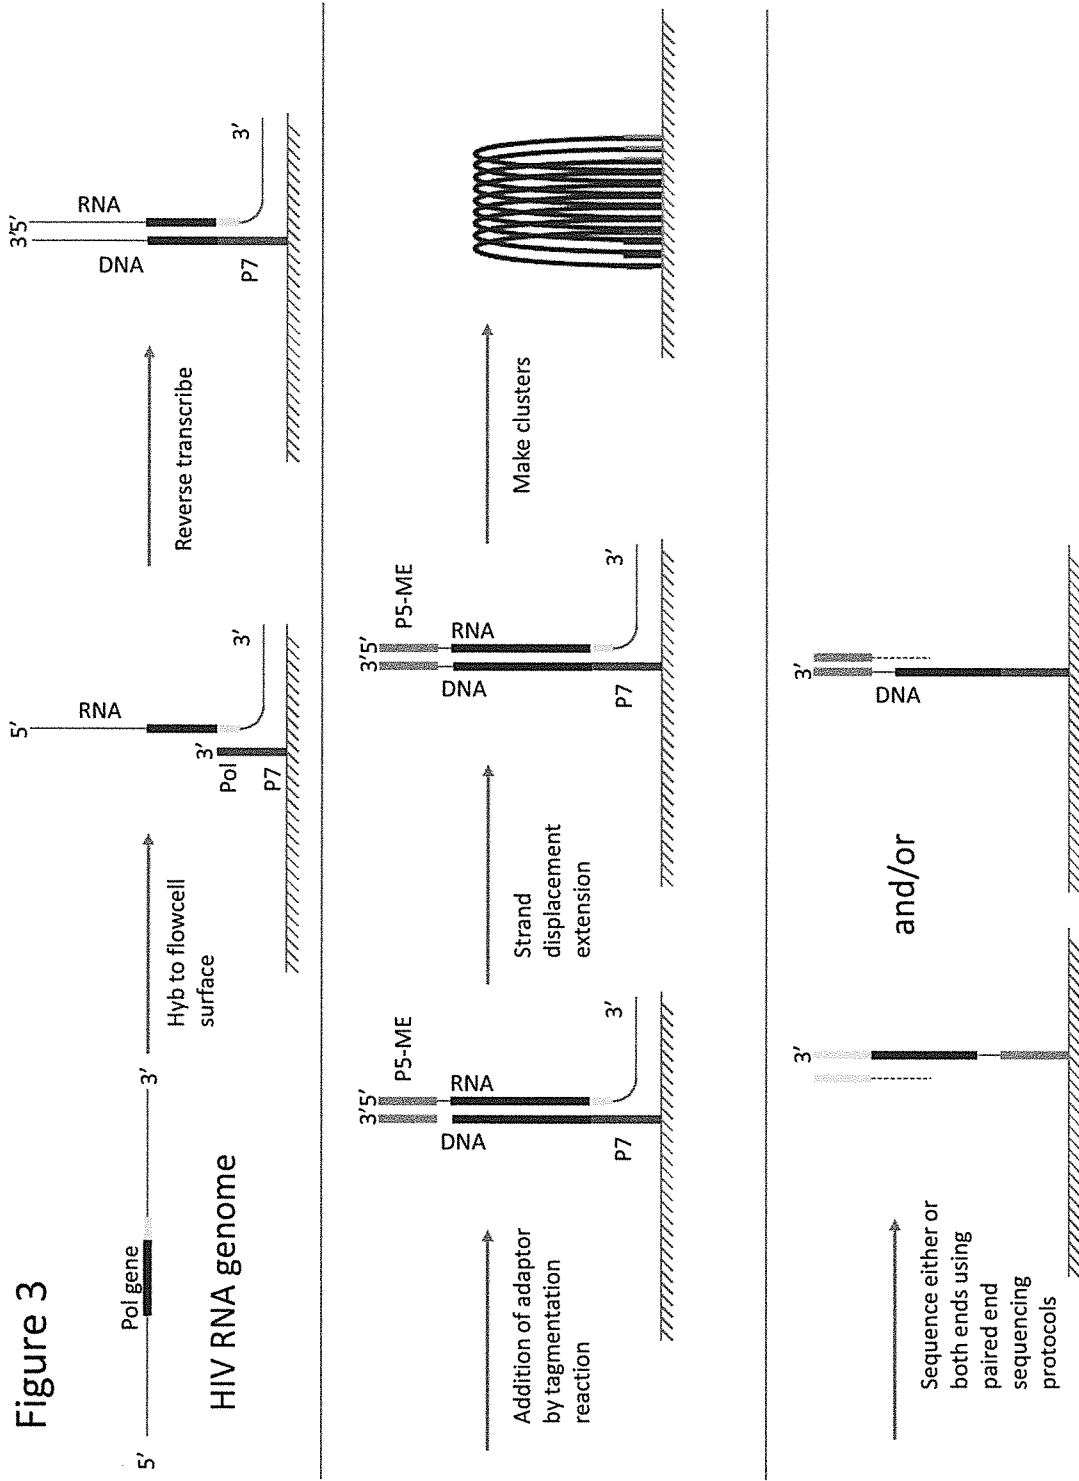 Figure 3
5'
Pol gene
3'
HIV RNA genome
Hyb to flowcell
surface
5'
RNA
3'
Pol
P7
3'
Reverse transcribe
3'5'
RNA
DNA
P7
3'
Addition of adaptor
by tagmentation
reaction
3'5'
P5-ME
RNA
DNA
P7
3'
Strand
displacement
extension
3'5'
P5-ME
RNA
DNA
P7
3'
Make clusters
Sequence either or
both ends using
paired end
sequencing
protocols
3'
and/or
3'
DNA